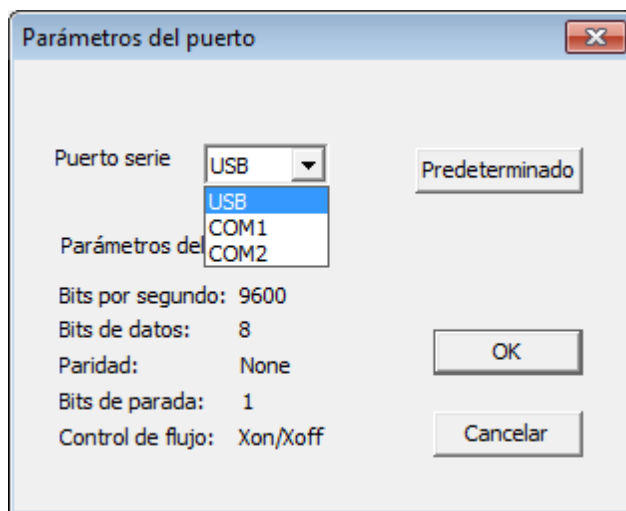 Parámetros del puerto
Puerto serie
USB
Predeterminado
USB
COM1
COM2
Parámetros del
Bits por segundo: 9600
Bits de datos: 8
Paridad: None
Bits de parada: 1
Control de flujo: Xon/Xoff
OK
Cancelar